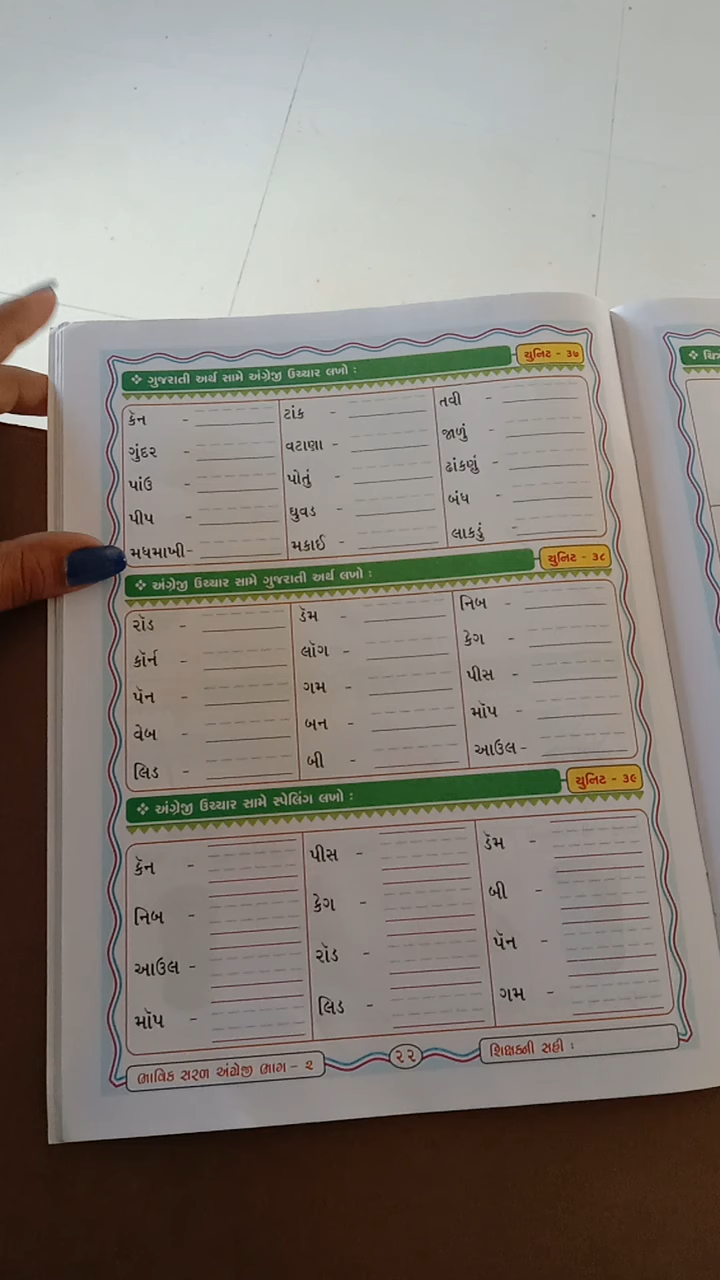 ❖ ગુજરાતી અર્થ સામે અંગ્રેજી ઉચ્ચાર લખો : યુનિટ - ૩૭
કૅન - ટાંક - તવી -
ગુંદર - વટાણા - જાળું -
પાંઉ - પોતું - ઢાંકણું -
પીપ - ઘુવડ - બંધ -
મધમાખી - મકાઈ - લાકડું -
❖ અંગ્રેજી ઉચ્ચાર સામે ગુજરાતી અર્થ લખો : યુનિટ - ૩૮
રૉડ - ડૅમ - નિબ -
કૉર્ન - લૉગ - કેગ -
પૅન - ગમ - પીસ -
વેબ - બન - મૉપ -
લિડ - બી - આઉલ -
❖ અંગ્રેજી ઉચ્ચાર સામે સ્પેલિંગ લખો : યુનિટ - ૩૯
કૅન - પીસ - ડૅમ -
નિબ - કેગ - બી -
આઉલ - રૉડ - પૅન -
મૉપ - લિડ - ગમ -
ભાવિક સરળ અંગ્રેજી ભાગ - ૨ ૨૨ શિક્ષકની સહી :